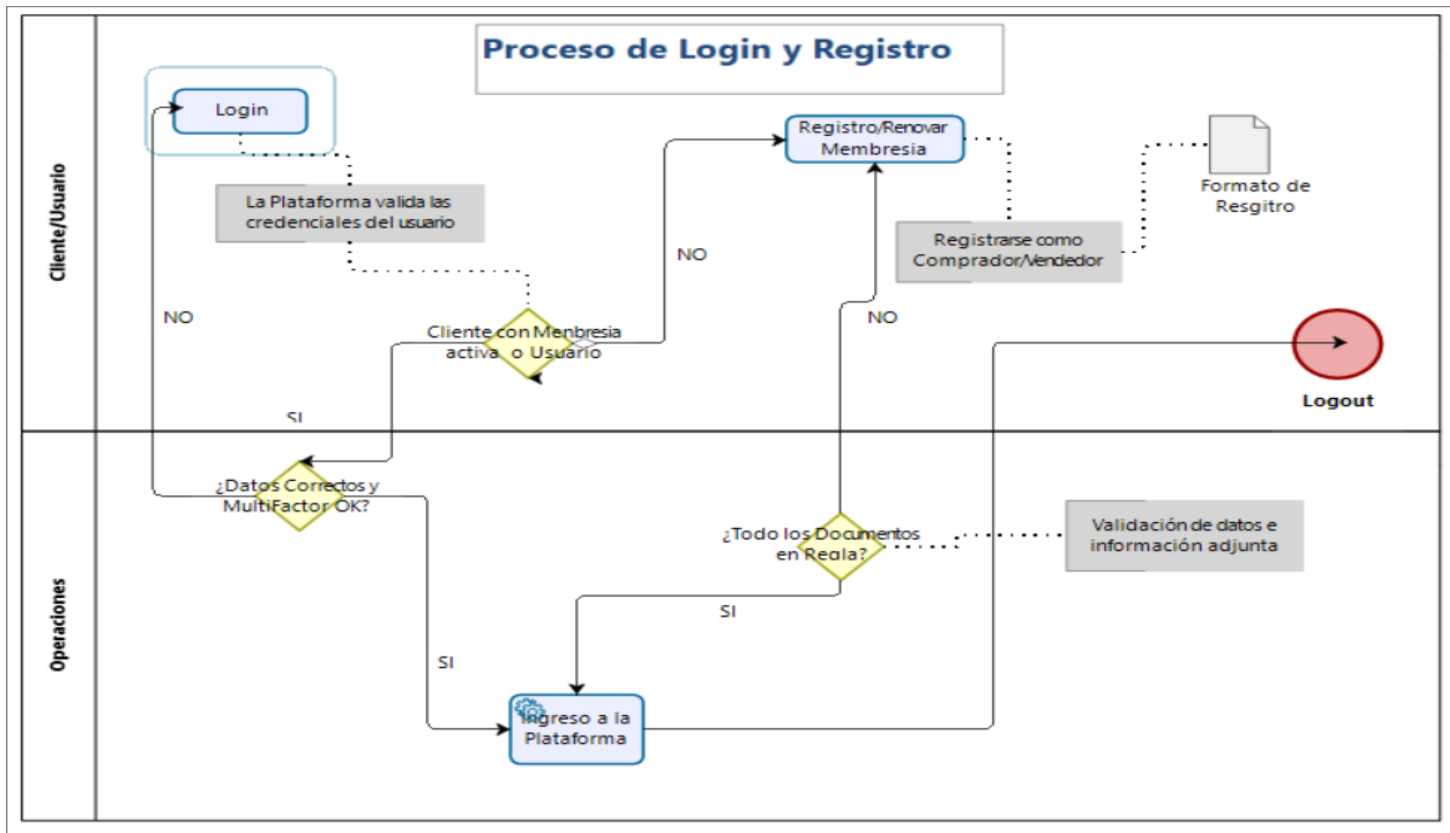 Proceso de Login y Registro
Cliente/Usuario
Login
La Plataforma valida las
credenciales del usuario
Registro/Renovar
Membresia
Formato de
Resgitro
Registrarse como
Comprador/Vendedor
NO
NO
NO
Cliente con Menbresia
activa o Usuario
Logout
SI
Operaciones
¿Datos Correctos y
MultiFactor OK?
¿Todo los Documentos
en Regla?
Validación de datos e
información adjunta
SI
SI
Ingreso a la
Plataforma